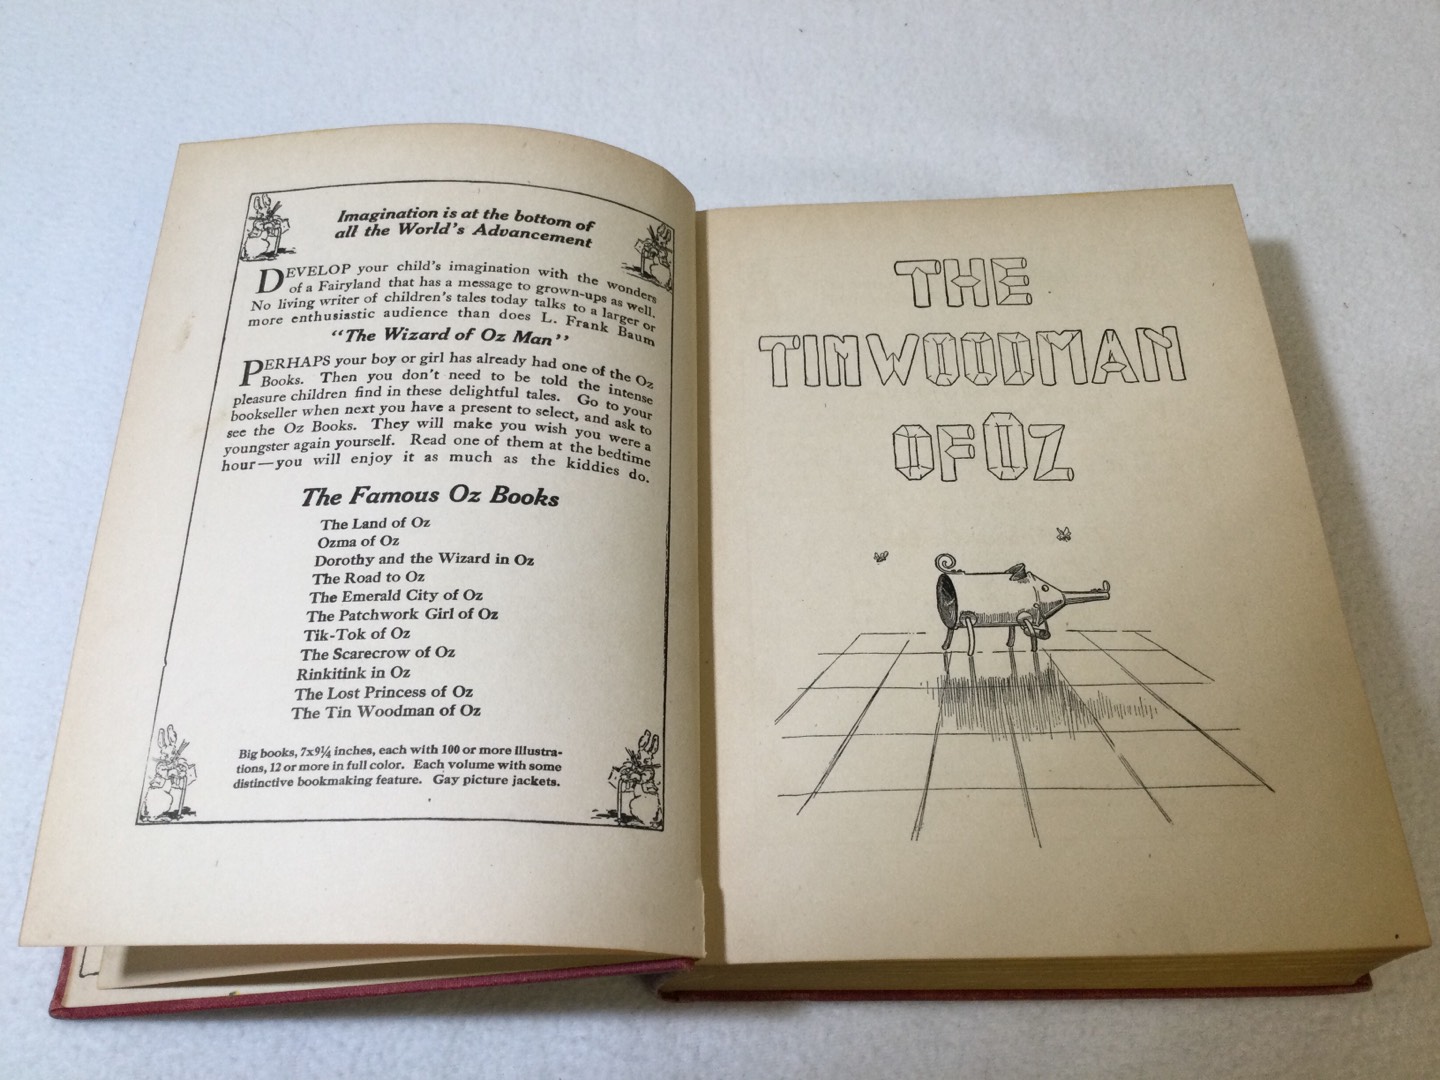 Imagination is at the bottom of
all the World's Advancement
DEVELOP your child's imagination with the wonders
of a Fairyland that has a message to grown-ups as well.
No living writer of children's tales today talks to a larger or
more enthusiastic audience than does L. Frank Baum
"The Wizard of Oz Man"
PERHAPS your boy or girl has already had one of the Oz
Books. Then you don't need to be told the intense
pleasure children find in these delightful tales. Go to your
bookseller when next you have a present to select, and ask to
see the Oz Books. They will make you wish you were a
youngster again yourself. Read one of them at the bedtime
hour—you will enjoy it as much as the kiddies do.
The Famous Oz Books
The Land of Oz
Ozma of Oz
Dorothy and the Wizard in Oz
The Road to Oz
The Emerald City of Oz
The Patchwork Girl of Oz
Tik-Tok of Oz
The Scarecrow of Oz
Rinkitink in Oz
The Lost Princess of Oz
The Tin Woodman of Oz
Big books, 7x9¼ inches, each with 100 or more illustra-
tions, 12 or more in full color. Each volume with some
distinctive bookmaking feature. Gay picture jackets.
THE
TIN WOODMAN
OF OZ